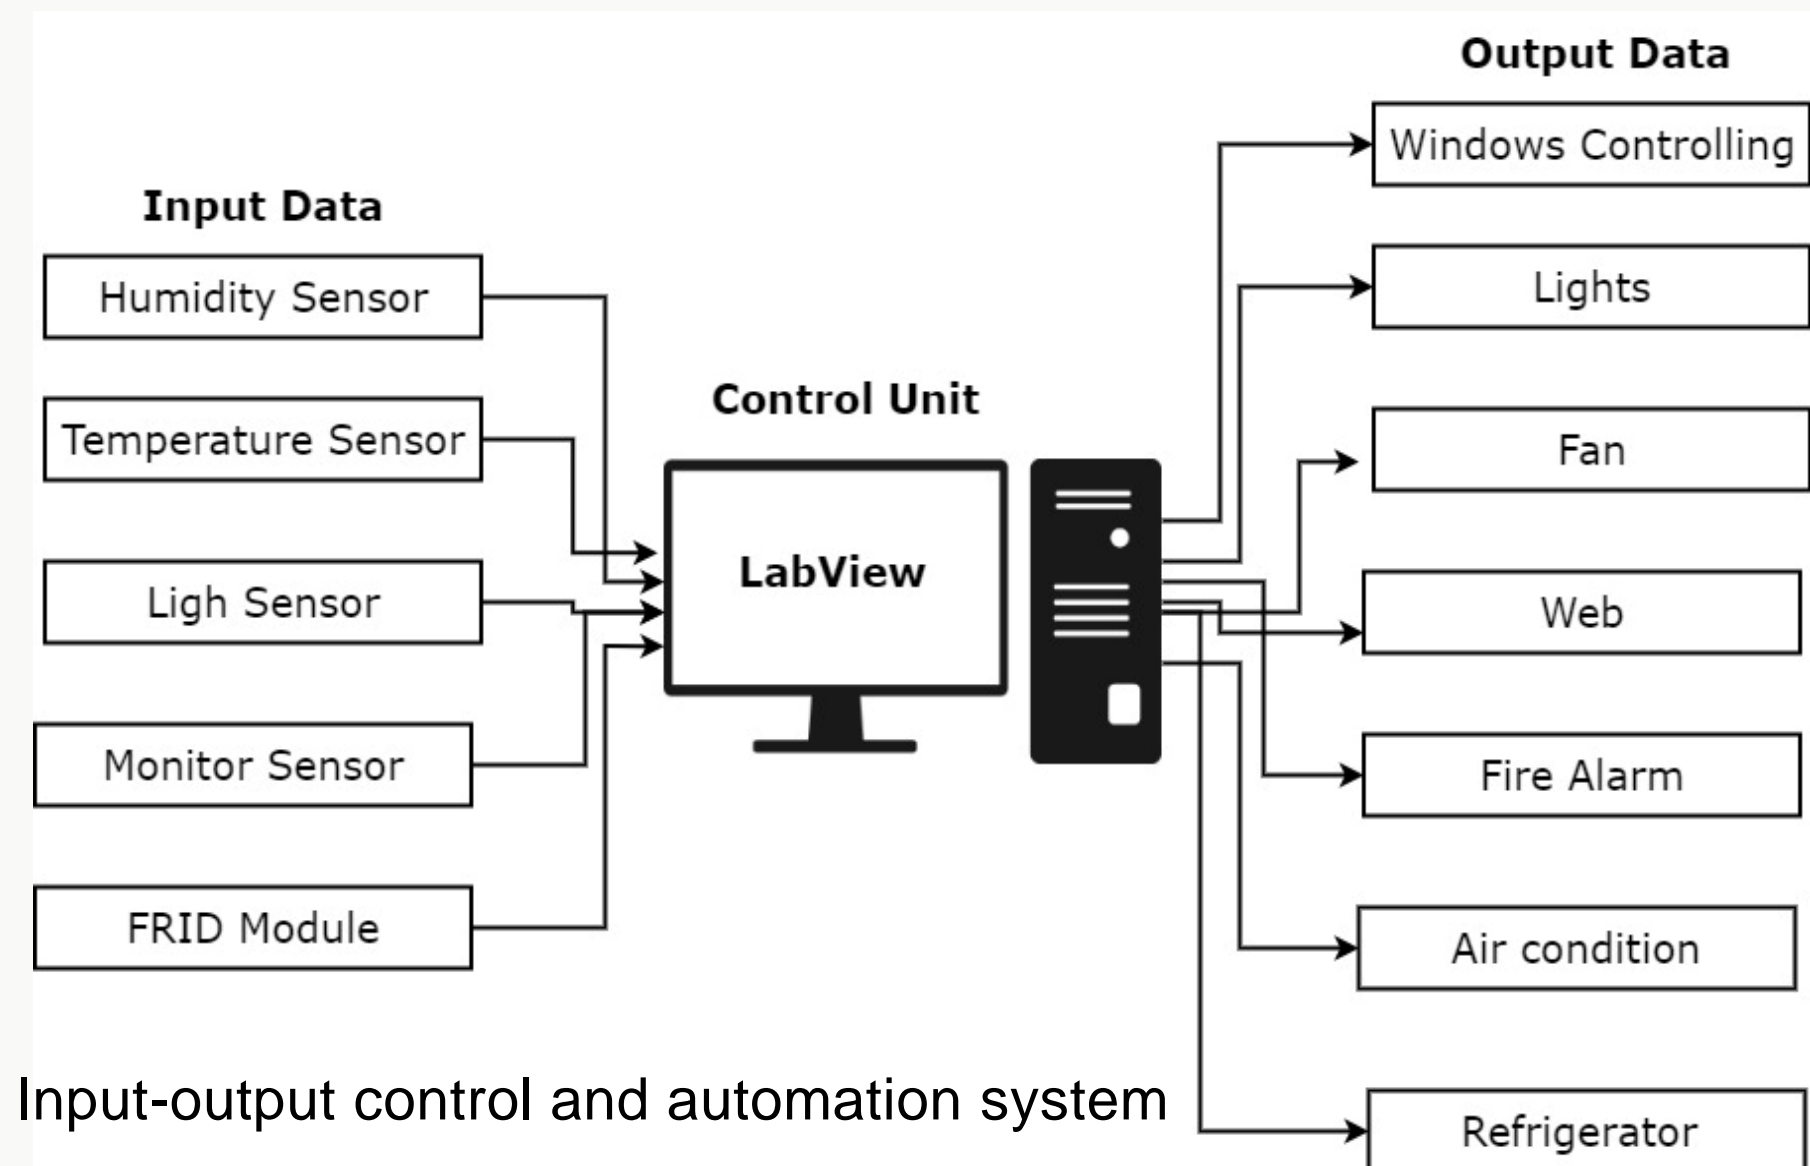 Input Data
Humidity Sensor
Temperature Sensor
Ligh Sensor
Monitor Sensor
FRID Module
Control Unit
LabView
Output Data
Windows Controlling
Lights
Fan
Web
Fire Alarm
Air condition
Refrigerator
Input-output control and automation system